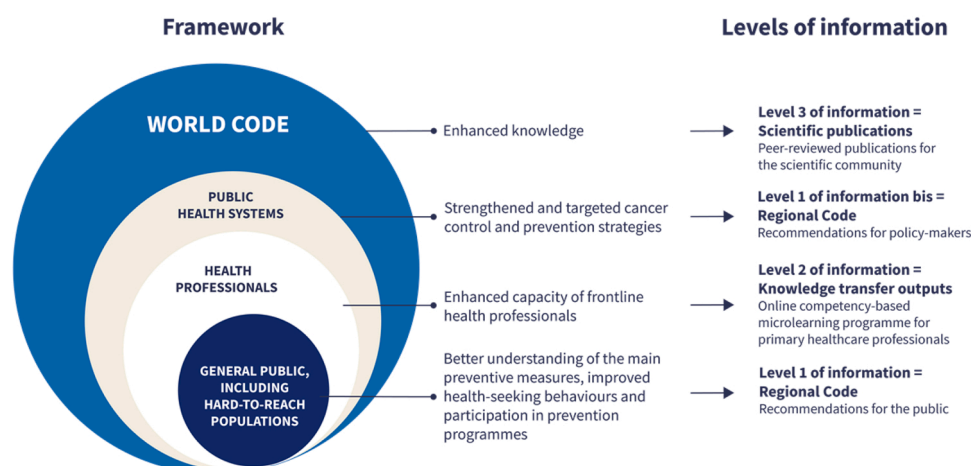 Framework
Levels of information
WORLD CODE
Enhanced knowledge
Level 3 of information =
Scientific publications
Peer-reviewed publications for
the scientific community
PUBLIC
HEALTH SYSTEMS
Strengthened and targeted cancer
control and prevention strategies
Level 1 of information bis =
Regional Code
Recommendations for policy-makers
HEALTH
PROFESSIONALS
Enhanced capacity of frontline
health professionals
Level 2 of information =
Knowledge transfer outputs
Online competency-based
microlearning programme for
primary healthcare professionals
GENERAL PUBLIC,
INCLUDING
HARD-TO-REACH
POPULATIONS
Better understanding of the main
preventive measures, improved
health-seeking behaviours and
participation in prevention
programmes
Level 1 of information =
Regional Code
Recommendations for the public